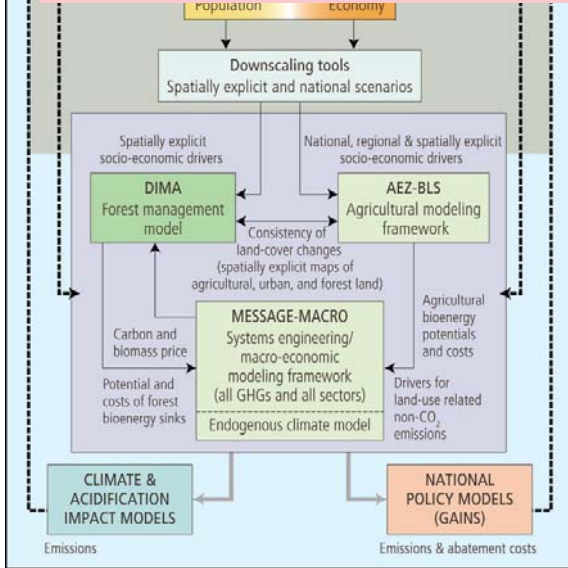 Population
Economy
Downscaling tools
Spatially explicit and national scenarios
Spatially explicit
socio-economic drivers
National, regional & spatially explicit
socio-economic drivers
DIMA
Forest management
model
AEZ-BLS
Agricultural modeling
framework
Consistency of
land-cover changes
(spatially explicit maps of
agricultural, urban, and forest land)
MESSAGE-MACRO
Systems engineering/
macro-economic
modeling framework
(all GHGs and all sectors)
Endogenous climate model
Carbon and
biomass price
Potential and
costs of forest
bioenergy sinks
Agricultural
bioenergy
potentials
and costs
Drivers for
land-use related
non-CO₂
emissions
CLIMATE &
ACIDIFICATION
IMPACT MODELS
NATIONAL
POLICY MODELS
(GAINS)
Emissions
Emissions & abatement costs